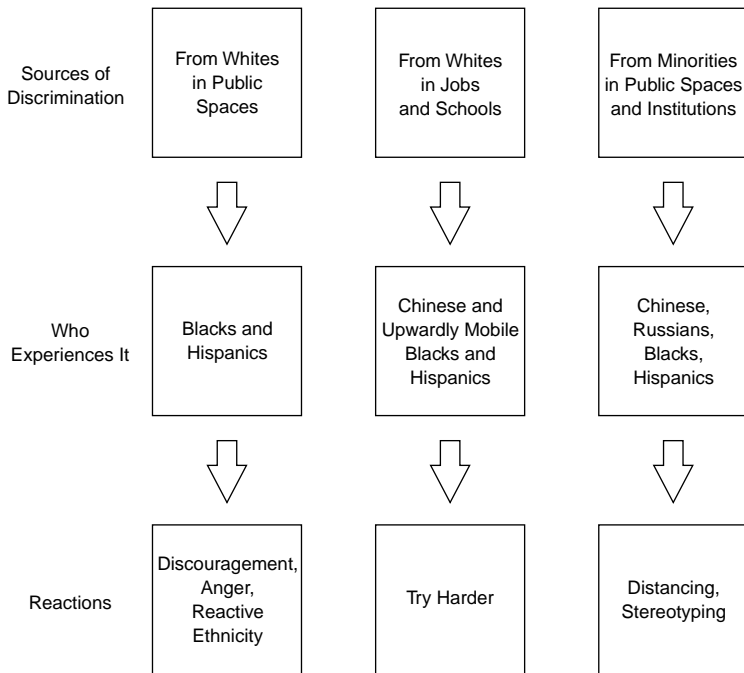 Sources of
Discrimination
From Whites
in Public
Spaces
From Whites
in Jobs
and Schools
From Minorities
in Public Spaces
and Institutions
Who
Experiences It
Blacks and
Hispanics
Chinese and
Upwardly Mobile
Blacks and
Hispanics
Chinese,
Russians,
Blacks,
Hispanics
Reactions
Discouragement,
Anger,
Reactive
Ethnicity
Try Harder
Distancing,
Stereotyping